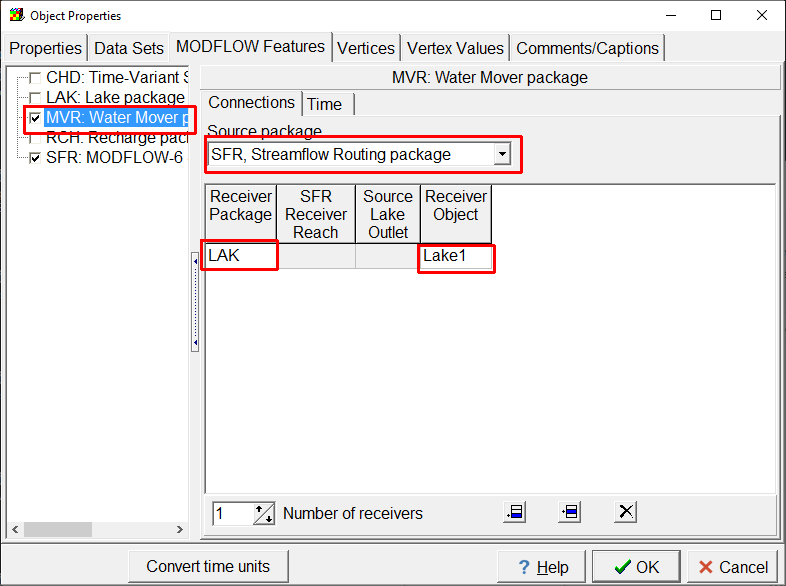 Object Properties
Properties
Data Sets
MODFLOW Features
Vertices
Vertex Values
Comments/Captions
CHD: Time-Variant S
LAK: Lake package
MVR: Water Mover p
RCH: Recharge pac
SFR: MODFLOW-6
MVR: Water Mover package
Connections
Time
Source package
SFR, Streamflow Routing package
Receiver
Package
SFR
Receiver
Reach
Source
Lake
Outlet
Receiver
Object
LAK
Lake1
1
Number of receivers
Convert time units
? Help
OK
Cancel